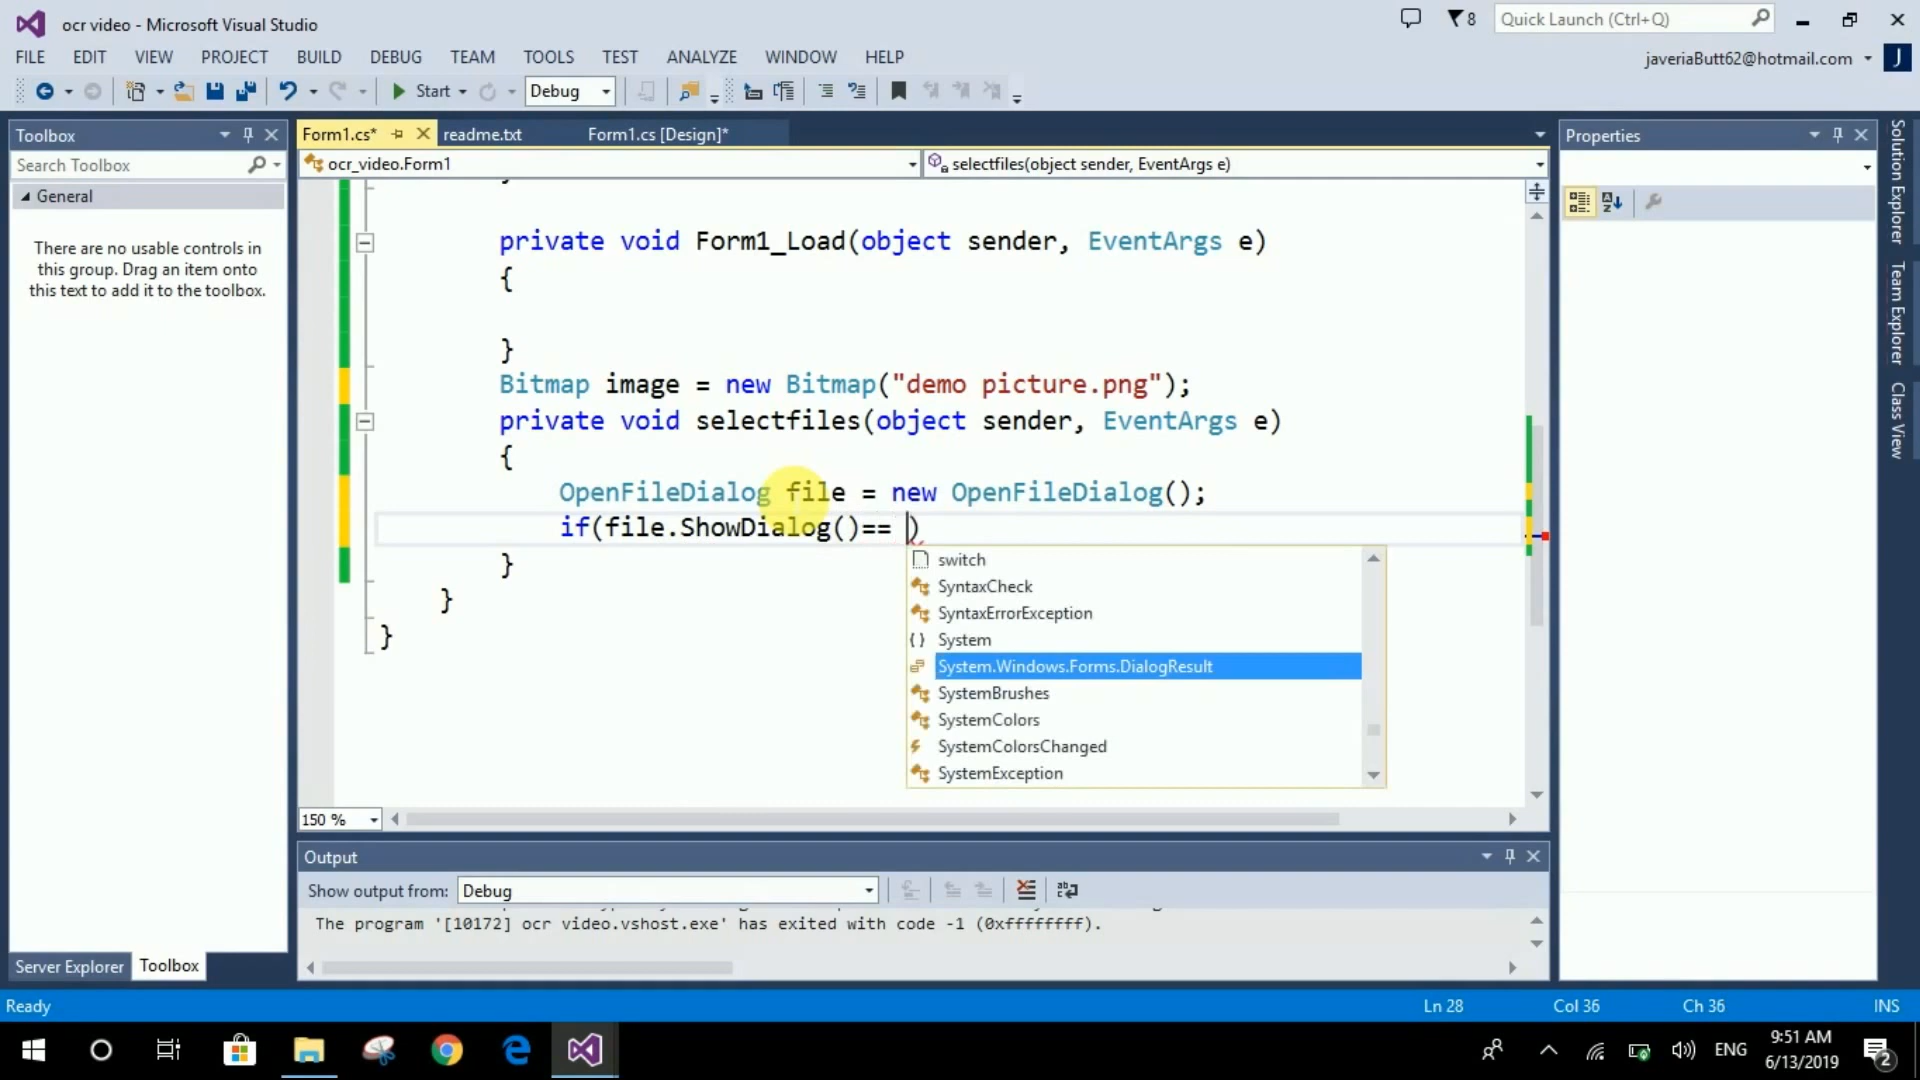 ocr video - Microsoft Visual Studio
8
Quick Launch (Ctrl+Q)
FILE EDIT VIEW PROJECT BUILD DEBUG TEAM TOOLS TEST ANALYZE WINDOW HELP
javeriaButt62@hotmail.com
J
Start
Debug
Toolbox
Form1.cs*
readme.txt
Form1.cs [Design]*
Properties
Search Toolbox
ocr_video.Form1
selectfiles(object sender, EventArgs e)
General
There are no usable controls in
this group. Drag an item onto
this text to add it to the toolbox.
Solution Explorer
Team Explorer
Class View
}
private void Form1_Load(object sender, EventArgs e)
{
}
Bitmap image = new Bitmap("demo picture.png");
private void selectfiles(object sender, EventArgs e)
{
OpenFileDialog file = new OpenFileDialog();
if(file.ShowDialog()== )
}
}
}
switch
SyntaxCheck
SyntaxErrorException
System
System.Windows.Forms.DialogResult
SystemBrushes
SystemColors
SystemColorsChanged
SystemException
150 %
Output
Show output from: Debug
The program '[10172] ocr video.vshost.exe' has exited with code -1 (0xffffffff).
Server Explorer
Toolbox
Ready
Ln 28
Col 36
Ch 36
INS
ENG
9:51 AM
6/13/2019
2